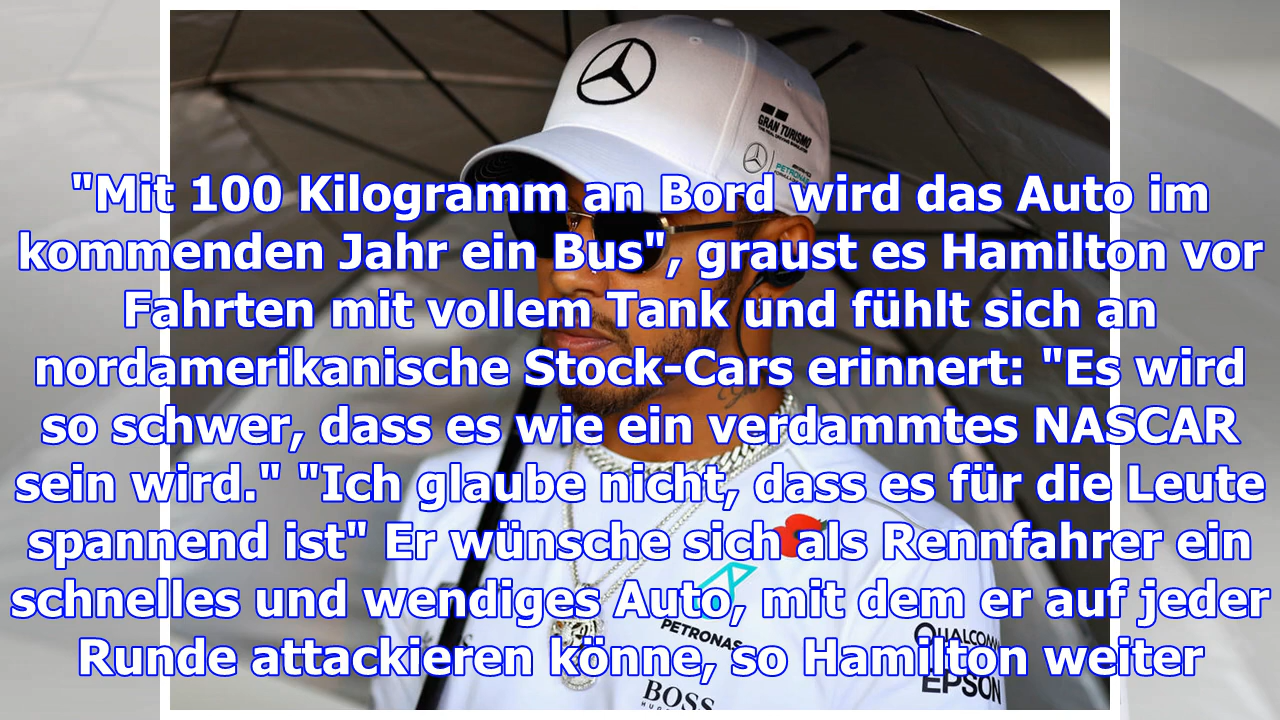 GRAN TURISMO
"Mit 100 Kilogramm an Bord wird das Auto im
kommenden Jahr ein Bus", graust es Hamilton vor
Fahrten mit vollem Tank und fühlt sich an
nordamerikanische Stock-Cars erinnert: "Es wird
so schwer, dass es wie ein verdammtes NASCAR
sein wird." "Ich glaube nicht, dass es für die Leute
spannend ist" Er wünsche sich als Rennfahrer ein
schnelles und wendiges Auto, mit dem er auf jeder
Runde attackieren könne, so Hamilton weiter
PETRONAS
QUALCOMM
EPSON
BOSS